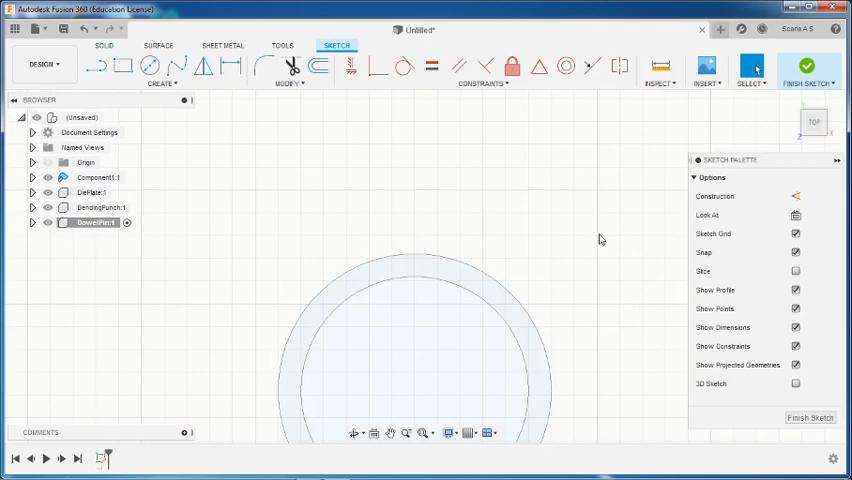 Autodesk Fusion 360 (Education License)
Untitled*
Scaria A S
DESIGN
SOLID
SURFACE
SHEET METAL
TOOLS
SKETCH
CREATE
MODIFY
CONSTRAINTS
INSPECT
INSERT
SELECT
FINISH SKETCH
BROWSER
(Unsaved)
Document Settings
Named Views
Origin
Component1:1
DiePlate:1
BendingPunch:1
DowelPin:1
TOP
SKETCH PALETTE
Options
Construction
Look At
Sketch Grid
Snap
Slice
Show Profile
Show Points
Show Dimensions
Show Constraints
Show Projected Geometries
3D Sketch
Finish Sketch
COMMENTS